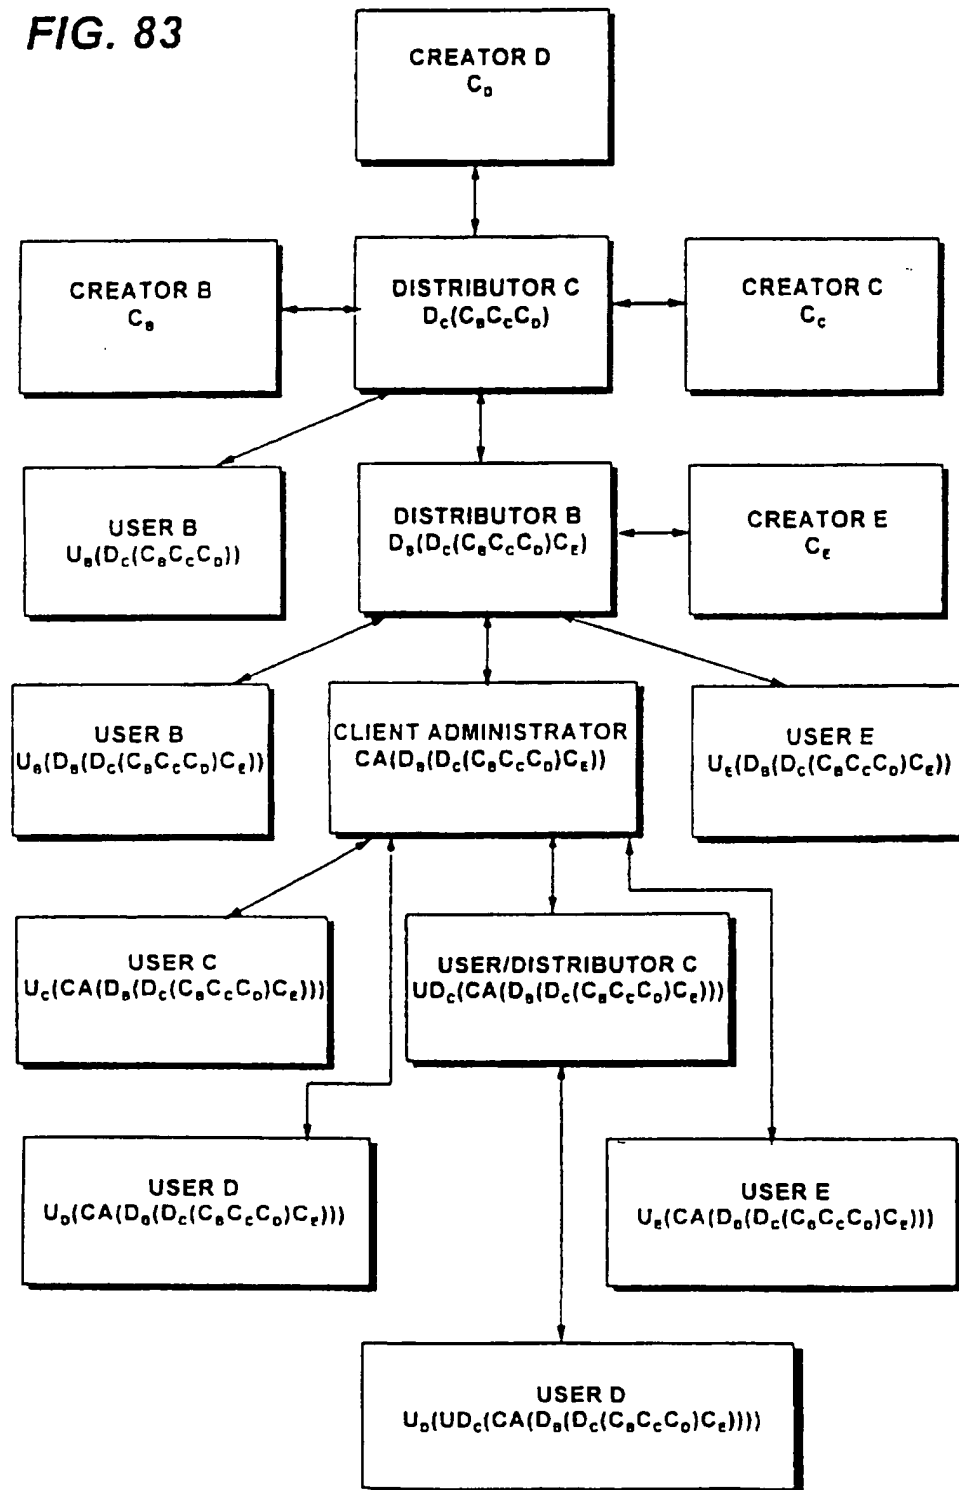 FIG. 83
CREATOR D
C_D
CREATOR B
C_B
DISTRIBUTOR C
D_C(C_BC_CC_D)
CREATOR C
C_C
USER B
U_B(D_C(C_BC_CC_D))
DISTRIBUTOR B
D_B(D_C(C_BC_CC_D)C_E)
CREATOR E
C_E
USER B
U_B(D_B(D_C(C_BC_CC_D)C_E))
CLIENT ADMINISTRATOR
CA(D_B(D_C(C_BC_CC_D)C_E))
USER E
U_E(D_B(D_C(C_BC_CC_D)C_E))
USER C
U_C(CA(D_B(D_C(C_BC_CC_D)C_E)))
USER/DISTRIBUTOR C
UD_C(CA(D_B(D_C(C_BC_CC_D)C_E)))
USER D
U_D(CA(D_B(D_C(C_BC_CC_D)C_E)))
USER E
U_E(CA(D_B(D_C(C_BC_CC_D)C_E)))
USER D
U_D(UD_C(CA(D_B(D_C(C_BC_CC_D)C_E))))